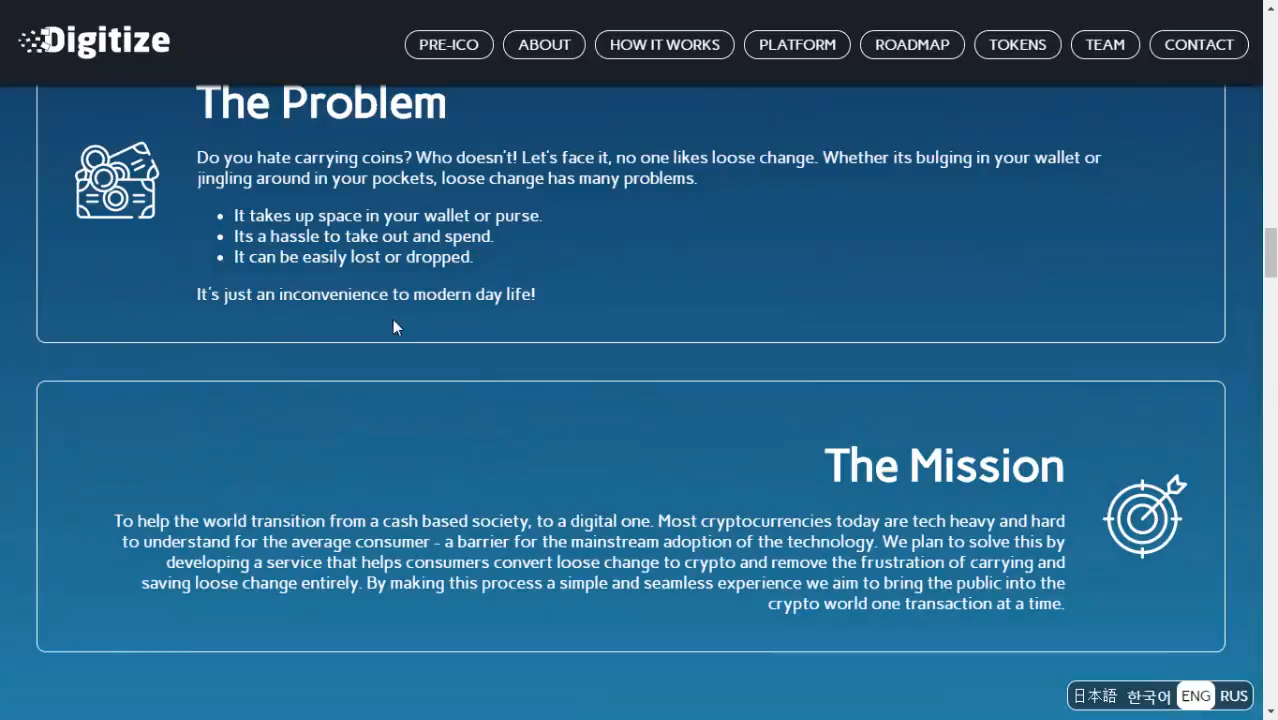 Digitize
PRE-ICO
ABOUT
HOW IT WORKS
PLATFORM
ROADMAP
TOKENS
TEAM
CONTACT
The Problem
Do you hate carrying coins? Who doesn't! Let's face it, no one likes loose change. Whether its bulging in your wallet or
jingling around in your pockets, loose change has many problems.
• It takes up space in your wallet or purse.
• Its a hassle to take out and spend.
• It can be easily lost or dropped.
It's just an inconvenience to modern day life!
The Mission
To help the world transition from a cash based society, to a digital one. Most cryptocurrencies today are tech heavy and hard
to understand for the average consumer - a barrier for the mainstream adoption of the technology. We plan to solve this by
developing a service that helps consumers convert loose change to crypto and remove the frustration of carrying and
saving loose change entirely. By making this process a simple and seamless experience we aim to bring the public into the
crypto world one transaction at a time.
日本語 한국어 ENG RUS